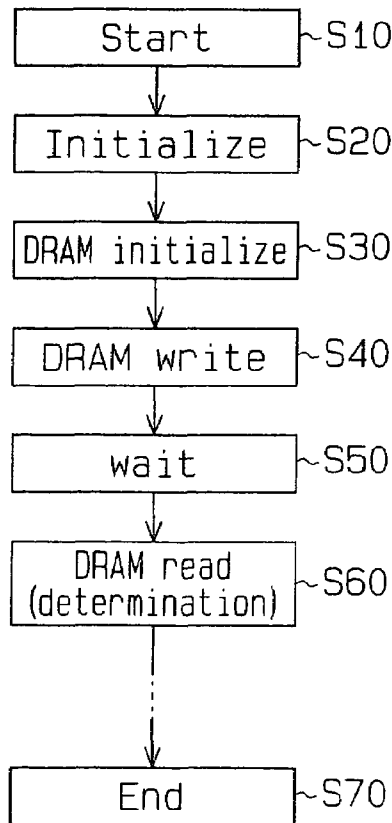 Start S10
Initialize S20
DRAM initialize S30
DRAM write S40
wait S50
DRAM read
(determination) S60
End S70